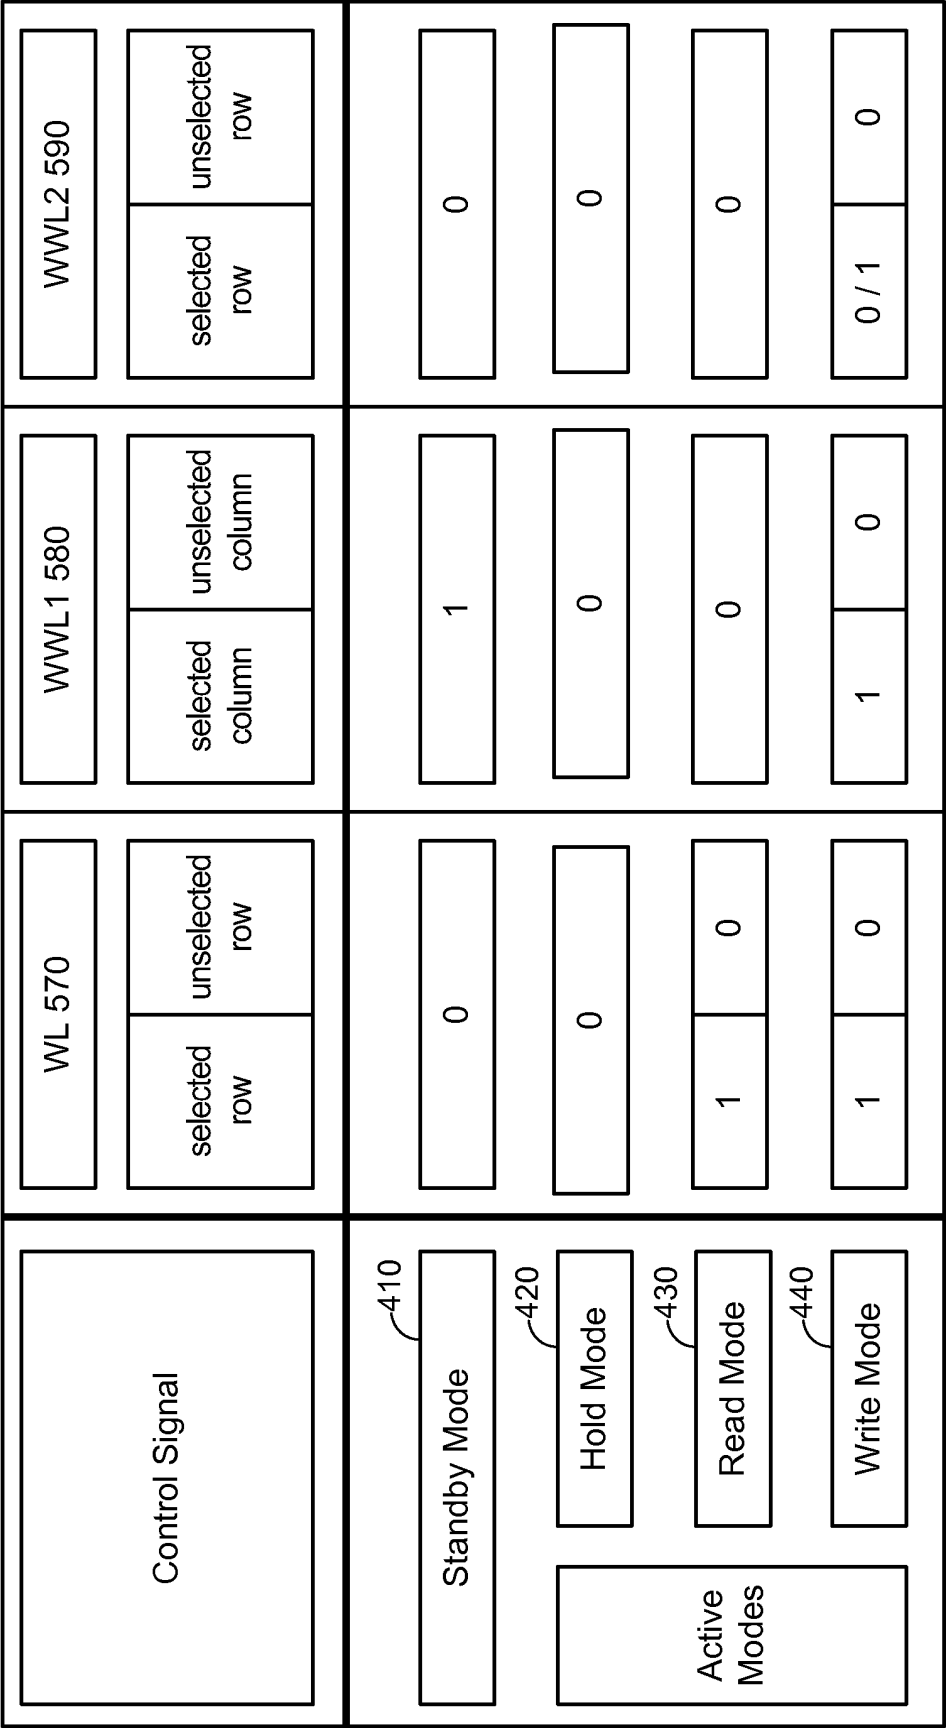 Control Signal
WL 570
WWL1 580
WWL2 590
selected
row
unselected
row
selected
column
unselected
column
selected
row
unselected
row
410
Standby Mode
0
1
0
Active
Modes
420
Hold Mode
0
0
0
430
Read Mode
1
0
0
0
440
Write Mode
1
0
1
0
0 / 1
0